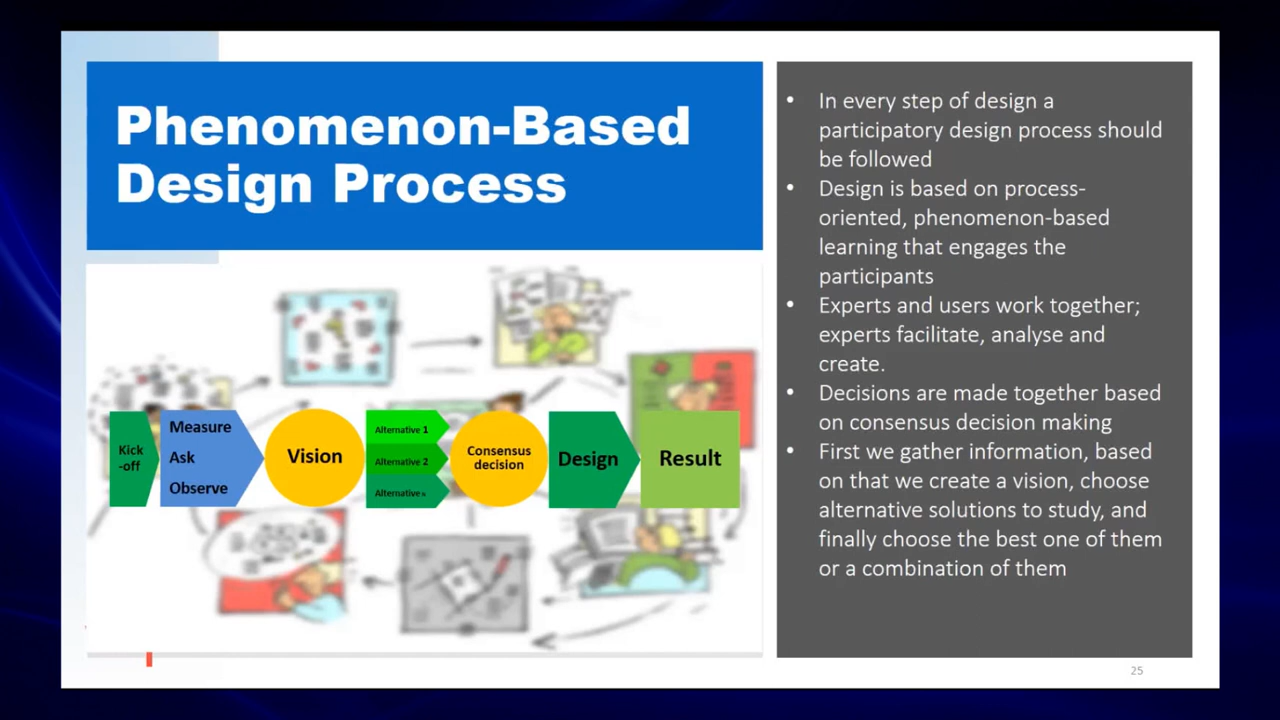 Phenomenon-Based
Design Process
Kick
-off
Measure
Ask
Observe
Vision
Alternative 1
Alternative 2
Alternative N
Consensus
decision
Design
Result
• In every step of design a
participatory design process should
be followed
• Design is based on process-
oriented, phenomenon-based
learning that engages the
participants
• Experts and users work together;
experts facilitate, analyse and
create.
• Decisions are made together based
on consensus decision making
• First we gather information, based
on that we create a vision, choose
alternative solutions to study, and
finally choose the best one of them
or a combination of them
25